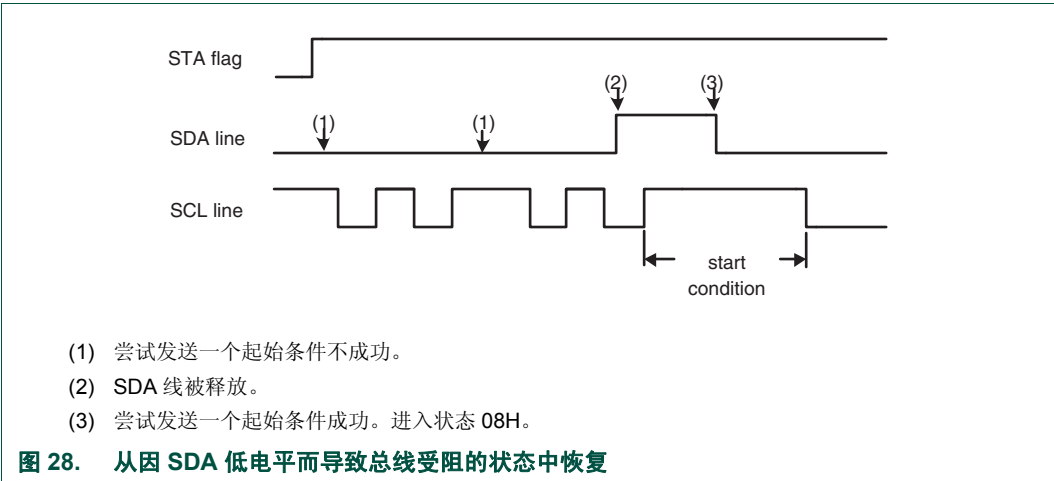 STA flag
(2) (3)
(1) (1)
SDA line
SCL line
start
condition
(1) 尝试发送一个起始条件不成功。
(2) SDA 线被释放。
(3) 尝试发送一个起始条件成功。进入状态 08H。
图 28. 从因 SDA 低电平而导致总线受阻的状态中恢复